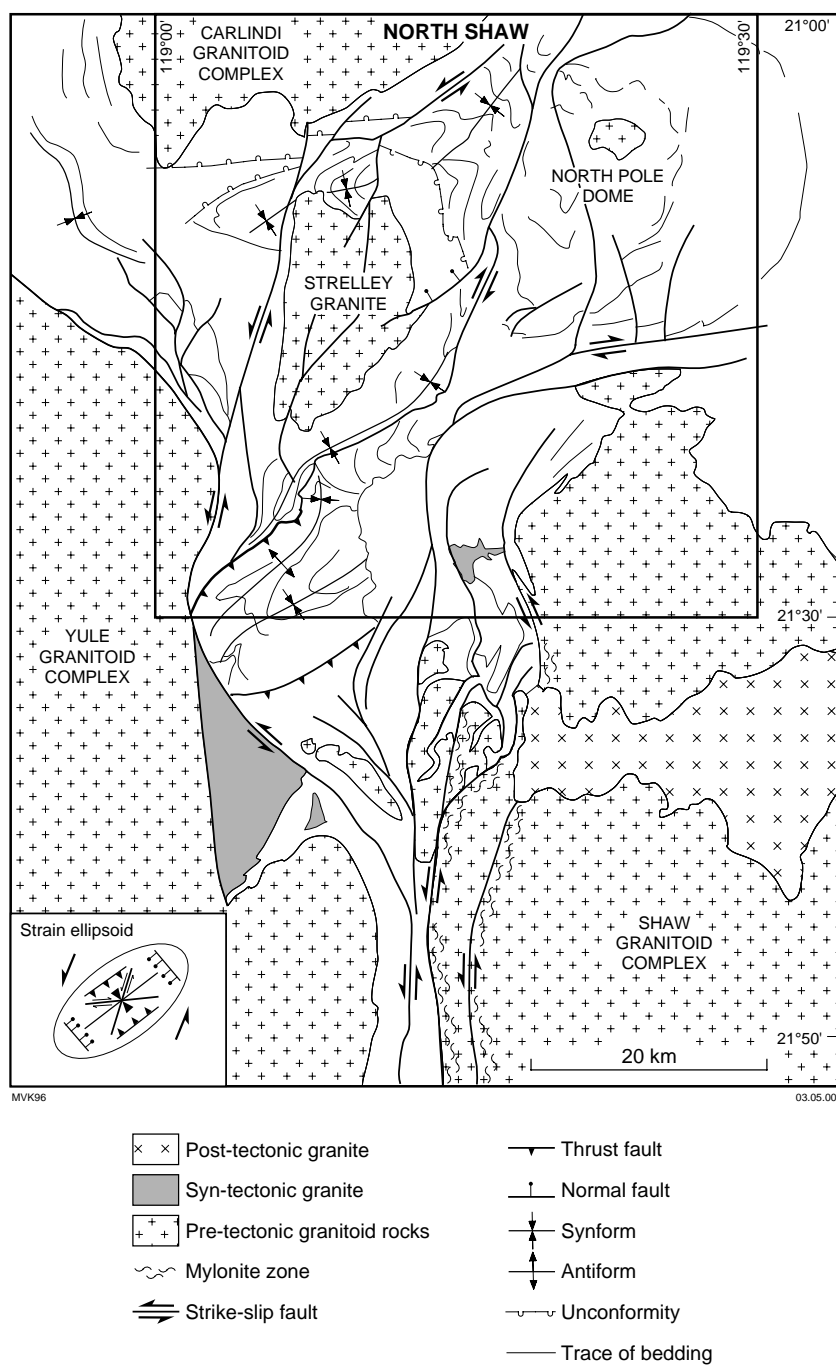 CARLINDI
GRANITOID
COMPLEX
119°00'
NORTH SHAW
119°30'
21°00'
NORTH POLE
DOME
STRELLEY
GRANITE
21°30'
YULE
GRANITOID
COMPLEX
SHAW
GRANITOID
COMPLEX
Strain ellipsoid
21°50'
20 km
MVK96
03.05.00
Post-tectonic granite
Syn-tectonic granite
Pre-tectonic granitoid rocks
Mylonite zone
Strike-slip fault
Thrust fault
Normal fault
Synform
Antiform
Unconformity
Trace of bedding